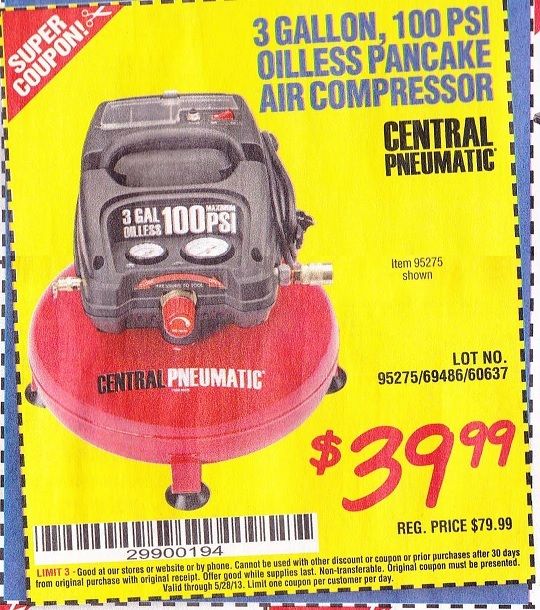 SUPER
COUPON!
3 GALLON, 100 PSI
OILLESS PANCAKE
AIR COMPRESSOR
CENTRAL
PNEUMATIC®
3 GAL
OILLESS
MAXIMUM
100PSI
Item 95275
shown
CENTRAL PNEUMATIC®
LOT NO.
95275/69486/60637
$39.99
REG. PRICE $79.99
29900194
LIMIT 3 - Good at our stores or website or by phone. Cannot be used with other discount or coupon or prior purchases after 30 days
from original purchase with original receipt. Offer good while supplies last. Non-transferable. Original coupon must be presented.
Valid through 5/28/13. Limit one coupon per customer per day.